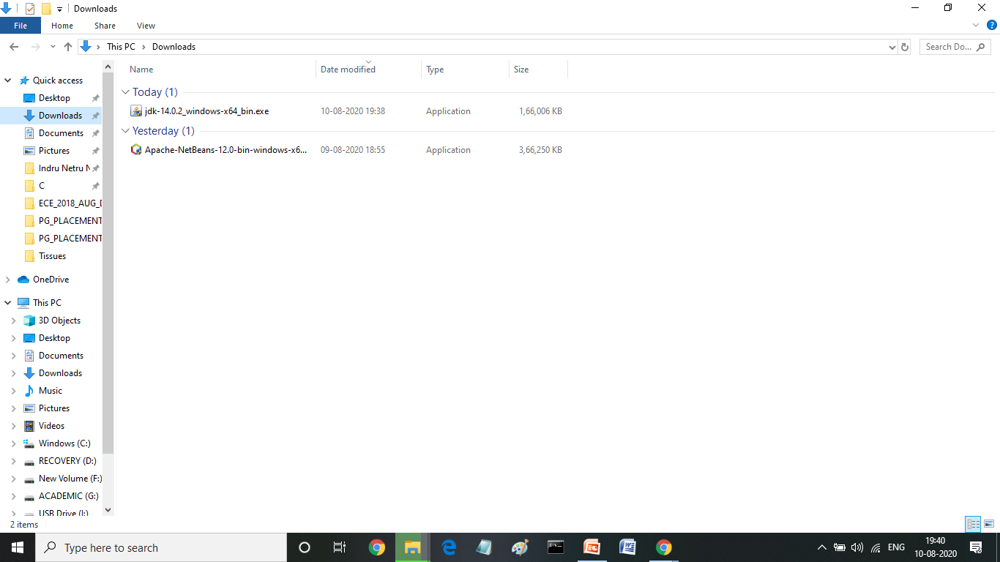 Downloads
File Home Share View
This PC Downloads Search Do...
Name Date modified Type Size
Quick access
Desktop
Downloads
Documents
Pictures
Indru Netru N
C
ECE_2018_AUG_D
PG_PLACEMENT
PG_PLACEMENT
Tissues
OneDrive
This PC
3D Objects
Desktop
Documents
Downloads
Music
Pictures
Videos
Windows (C:)
RECOVERY (D:)
New Volume (F:)
ACADEMIC (G:)
USB Drive (I:)
Today (1)
jdk-14.0.2_windows-x64_bin.exe 10-08-2020 19:38 Application 1,66,006 KB
Yesterday (1)
Apache-NetBeans-12.0-bin-windows-x6... 09-08-2020 18:55 Application 3,66,250 KB
2 items
Type here to search
ENG
19:40
10-08-2020